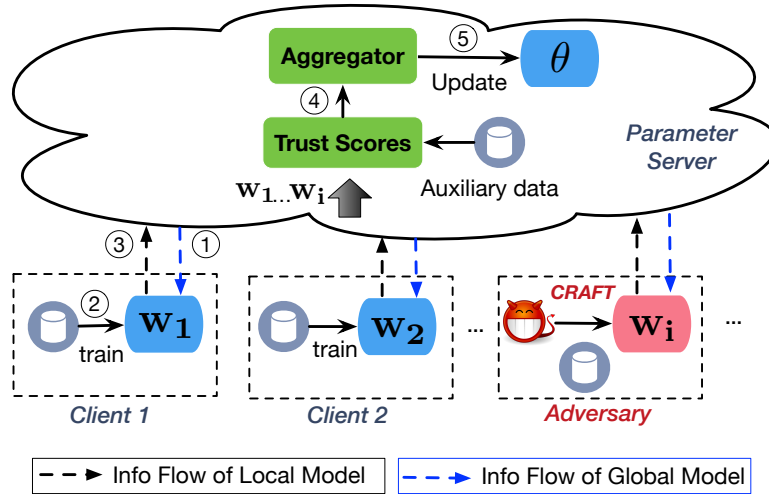 ⑤
Aggregator
θ
Update
④
Trust Scores
Parameter
Server
Auxiliary data
w₁...wᵢ
③
①
②
train
w₁
train
w₂
...
CRAFT
wᵢ
...
Client 1
Client 2
Adversary
Info Flow of Local Model
Info Flow of Global Model